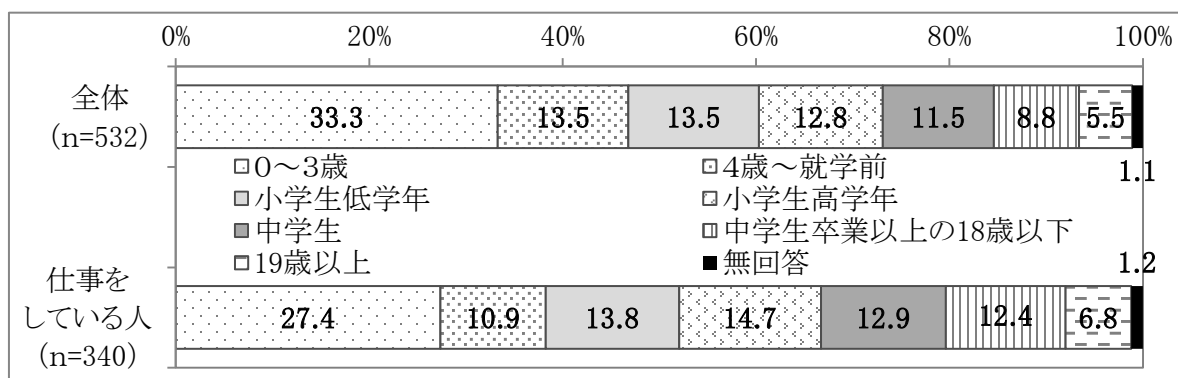 0% 20% 40% 60% 80% 100%
全体
(n=532)
33.3 13.5 13.5 12.8 11.5 8.8 5.5
1.1
0～3歳 4歳～就学前
小学生低学年 小学生高学年
中学生 中学生卒業以上の18歳以下
19歳以上 無回答
1.2
仕事を
している人
(n=340)
27.4 10.9 13.8 14.7 12.9 12.4 6.8